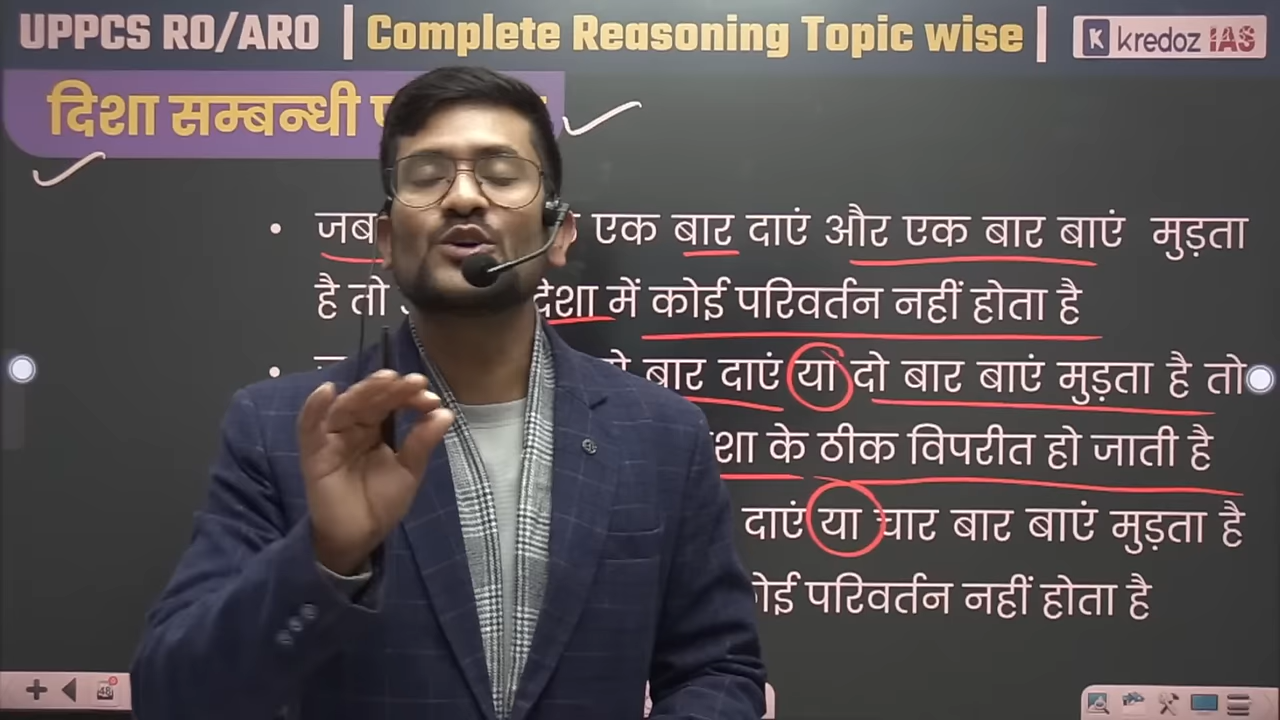 UPPCS RO/ARO | Complete Reasoning Topic wise |
K kredoz IAS
दिशा सम्बन्धी
• जब एक बार दाएं और एक बार बाएं मुड़ता
है तो में कोई परिवर्तन नहीं होता है
• बार दाएं या दो बार बाएं मुड़ता है तो
के ठीक विपरीत हो जाती है
दाएं या चार बार बाएं मुड़ता है
परिवर्तन नहीं होता है
48